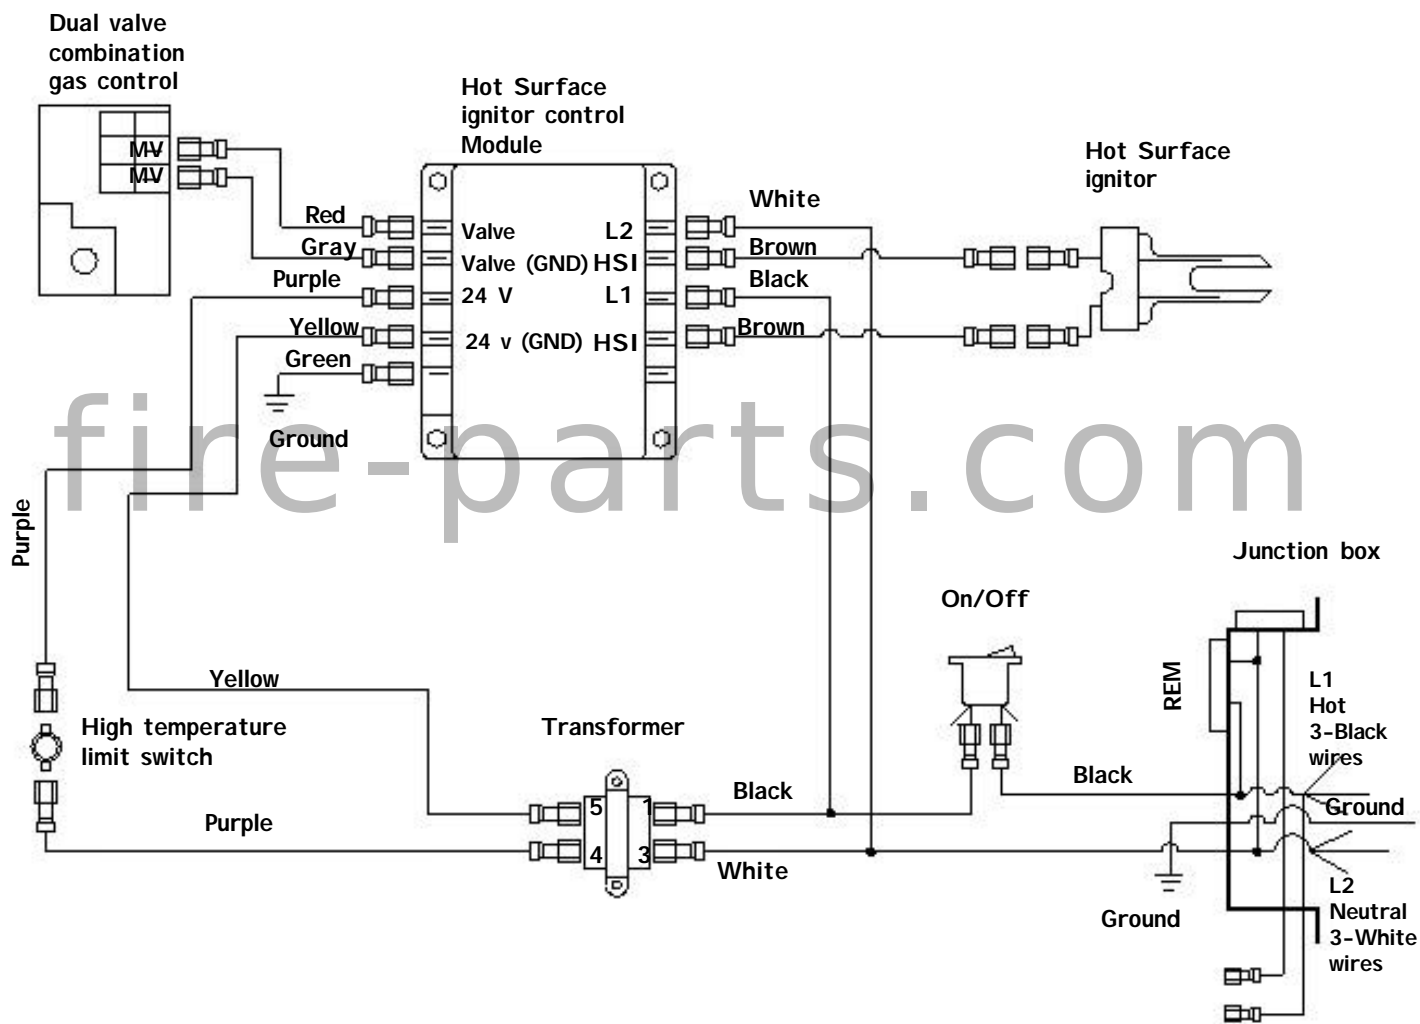 Dual valve
combination
gas control
MV
MV
Hot Surface
ignitor control
Module
Hot Surface
ignitor
Red
Gray
Purple
Yellow
Green
Ground
Valve
Valve (GND)
24 V
24 v (GND)
L2
HSI
L1
HSI
White
Brown
Black
Brown
fire-parts.com
Purple
Yellow
High temperature
limit switch
Purple
Transformer
5
4
1
3
Black
White
On/Off
Black
Junction box
REM
L1
Hot
3-Black
wires
Ground
Ground
L2
Neutral
3-White
wires